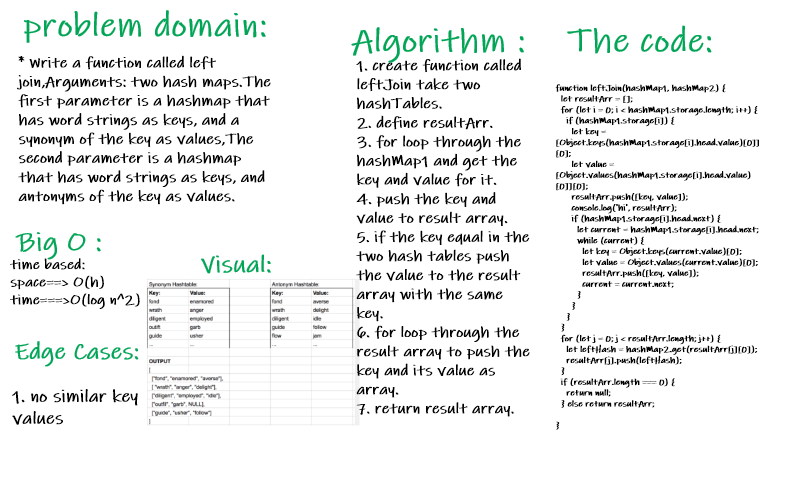 problem domain:
* Write a function called left
join,Arguments: two hash maps.The
first parameter is a hashmap that
has word strings as keys, and a
synonym of the key as values,The
second parameter is a hashmap
that has word strings as keys, and
antonyms of the key as values.
Big O :
time based:
space==> O(h)
time===>O(log n^2)
Edge Cases:
1. no similar key
values
Visual:
Synonym Hashtable: Antonym Hashtable:
Key: Value: Key: Value:
fond enamored fond averse
wrath anger wrath delight
diligent employed diligent idle
outfit garb guide follow
guide usher flow jam
... ... ... ...
OUTPUT
[
["fond", "enamored", "averse"],
["wrath", "anger", "delight"],
["diligent", "employed", "idle"],
["outfit", "garb", NULL],
["guide", "usher", "follow"]
]
Algorithm :
1. create function called
leftJoin take two
hashTables.
2. define resultArr.
3. for loop through the
hashMap1 and get the
key and value for it.
4. push the key and
value to result array.
5. if the key equal in the
two hash tables push
the value to the result
array with the same
key.
6. for loop through the
result array to push the
key and its value as
array.
7. return result array.
The code:
function leftJoin(hashMap1, hashMap2) {
let resultArr = [];
for (let i = 0; i < hashMap1.storage.length; i++) {
if (hashMap1.storage[i]) {
let key =
[Object.keys(hashMap1.storage[i].head.value)[0]]
[0];
let value =
[Object.values(hashMap1.storage[i].head.value)
[0]][0];
resultArr.push([key, value]);
console.log("hi", resultArr);
if (hashMap1.storage[i].head.next) {
let current = hashMap1.storage[i].head.next;
while (current) {
let key = Object.keys(current.value)[0];
let value = Object.values(current.value)[0];
resultArr.push([key, value]);
current = current.next;
}
}
}
}
for (let j = 0; j < resultArr.length; j++) {
let leftHash = hashMap2.get(resultArr[j][0]);
resultArr[j].push(leftHash);
}
if (resultArr.length === 0) {
return null;
} else return resultArr;
}